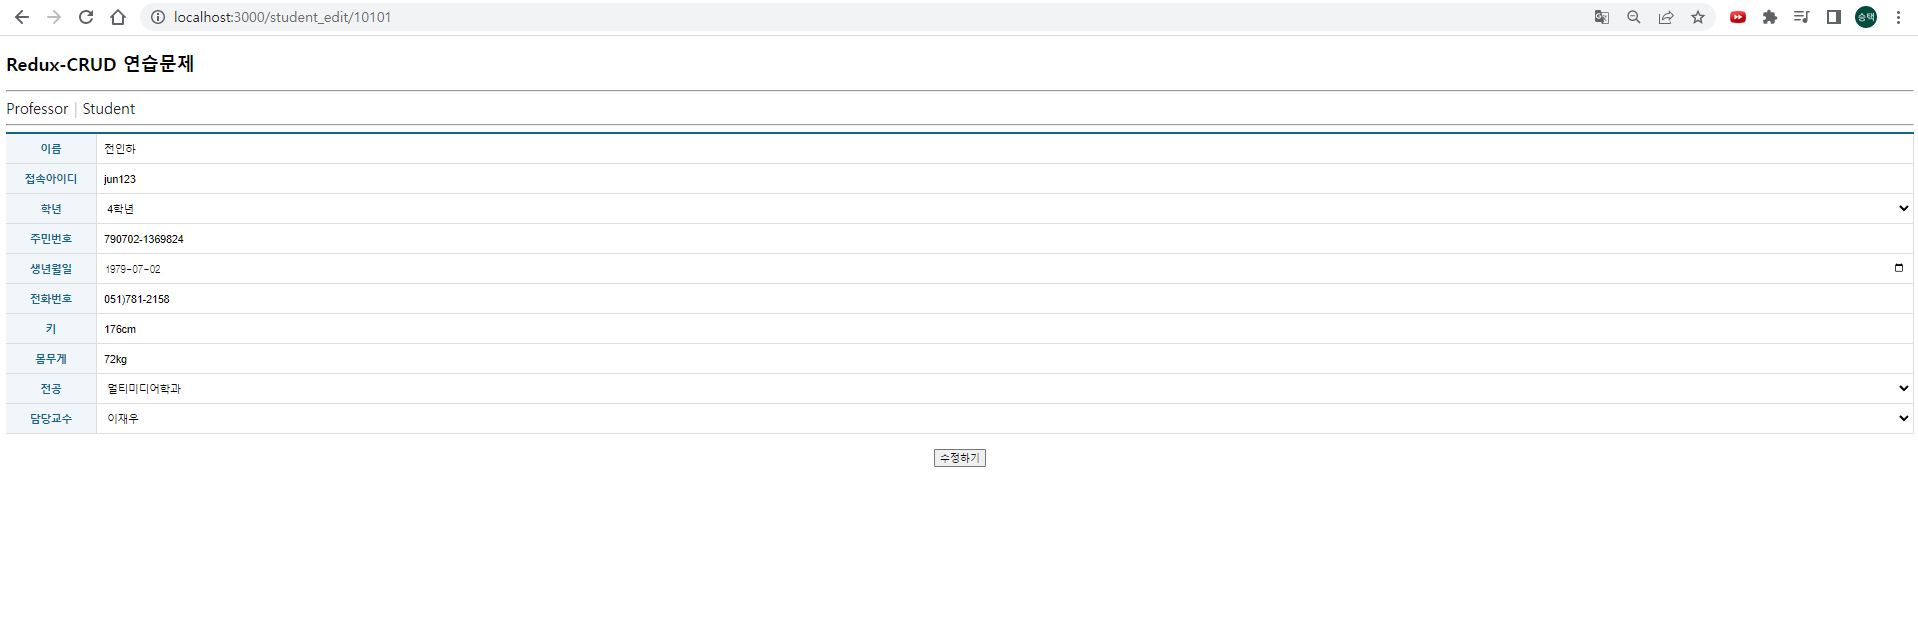 localhost:3000/student_edit/10101
승택
Redux-CRUD 연습문제
Professor | Student
이름 전인하
접속아이디 jun123
학년 4학년
주민번호 790702-1369824
생년월일 1979-07-02
전화번호 051)781-2158
키 176cm
몸무게 72kg
전공 멀티미디어학과
담당교수 이재우
수정하기